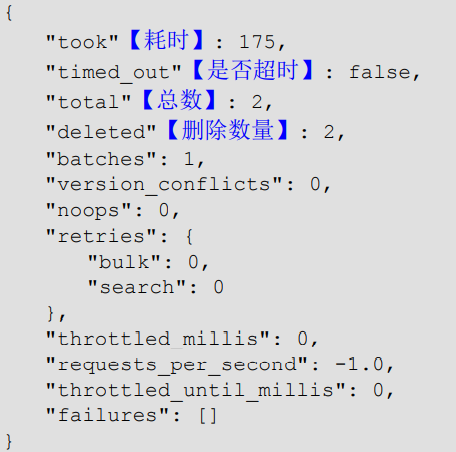 {
"took"【耗时】: 175,
"timed_out"【是否超时】: false,
"total"【总数】: 2,
"deleted"【删除数量】: 2,
"batches": 1,
"version_conflicts": 0,
"noops": 0,
"retries": {
"bulk": 0,
"search": 0
},
"throttled_millis": 0,
"requests_per_second": -1.0,
"throttled_until_millis": 0,
"failures": []
}